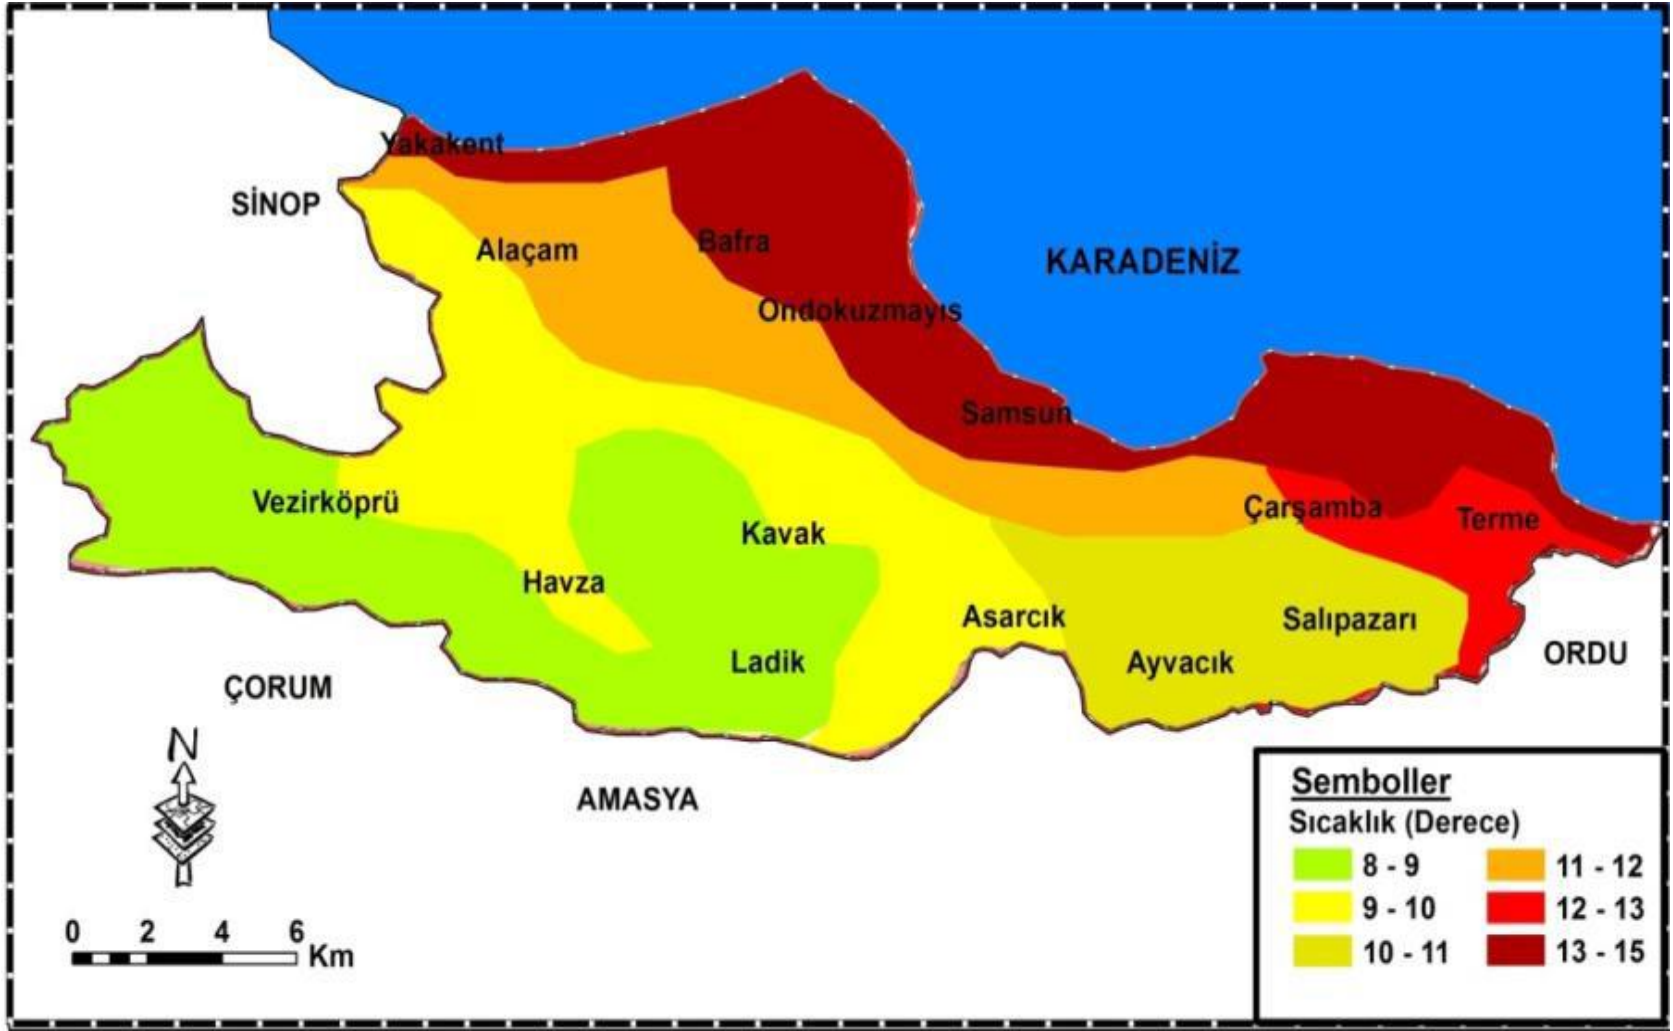 Yakakent
SİNOP
Alaçam
Bafra
KARADENİZ
Ondokuzmayıs
Samsun
Vezirköprü
Çarşamba
Terme
Kavak
Havza
Asarcık
Salıpazarı
Ladik
Ayvacık
ORDU
ÇORUM
N
AMASYA
Semboller
Sıcaklık (Derece)
8 - 9
11 - 12
9 - 10
12 - 13
10 - 11
13 - 15
0 2 4 6
Km